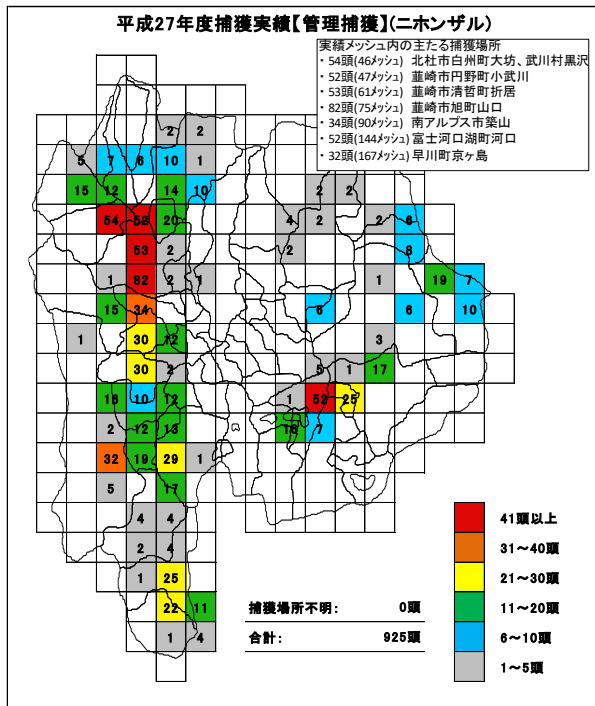 平成27年度捕獲実績【管理捕獲】(ニホンザル)
実績メッシュ内の主たる捕獲場所
・54頭(46メッシュ) 北杜市白州町大坊、武川村黒沢
・52頭(47メッシュ) 韮崎市円野町小武川
・53頭(61メッシュ) 韮崎市清哲町折居
・82頭(75メッシュ) 韮崎市旭町山口
・34頭(90メッシュ) 南アルプス市築山
・52頭(144メッシュ) 富士河口湖町河口
・32頭(167メッシュ) 早川町京ヶ島
2 2
5 7 6 10 1
15 12 14 10 2 2
54 52 20 4 2 2 6
53 2 2 8
1 82 2 1 1 19 7
15 34 6 6 10
1 30 12 3
30 2 5 1 17
18 10 12 1 52 25
2 12 13 18 7
32 19 29 1
5 17
4 4
2 4
1 25
22 11
1 4
捕獲場所不明: 0頭
合計: 925頭
41頭以上
31~40頭
21~30頭
11~20頭
6~10頭
1~5頭